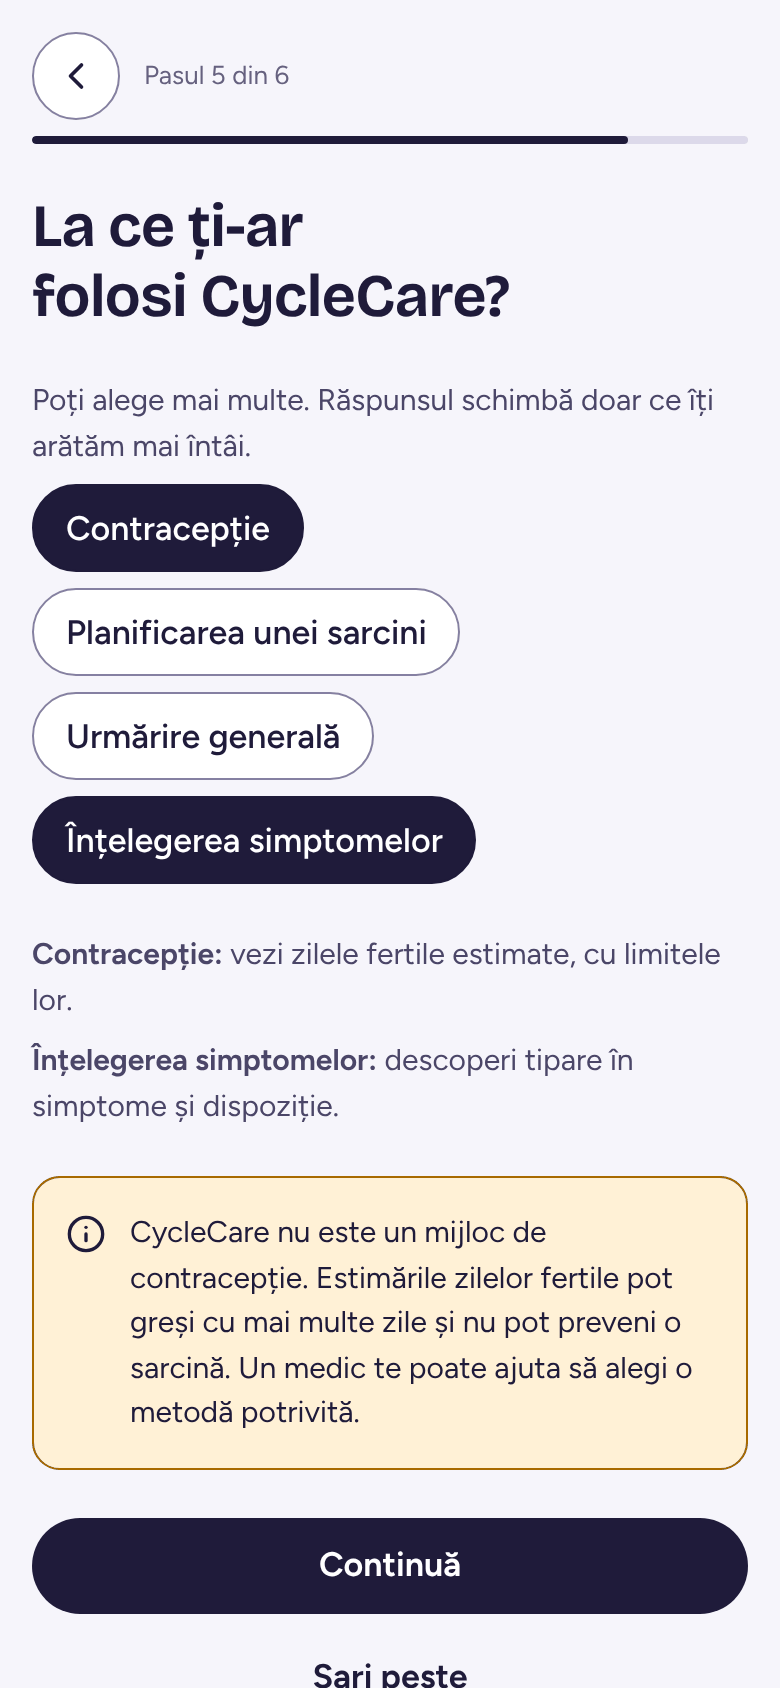 Pasul 5 din 6
La ce ți-ar
folosi CycleCare?
Poți alege mai multe. Răspunsul schimbă doar ce îți
arătăm mai întâi.
Contracepție
Planificarea unei sarcini
Urmărire generală
Înțelegerea simptomelor
Contracepție: vezi zilele fertile estimate, cu limitele
lor.
Înțelegerea simptomelor: descoperi tipare în
simptome și dispoziție.
CycleCare nu este un mijloc de
contracepție. Estimările zilelor fertile pot
greși cu mai multe zile și nu pot preveni o
sarcină. Un medic te poate ajuta să alegi o
metodă potrivită.
Continuă
Sari peste